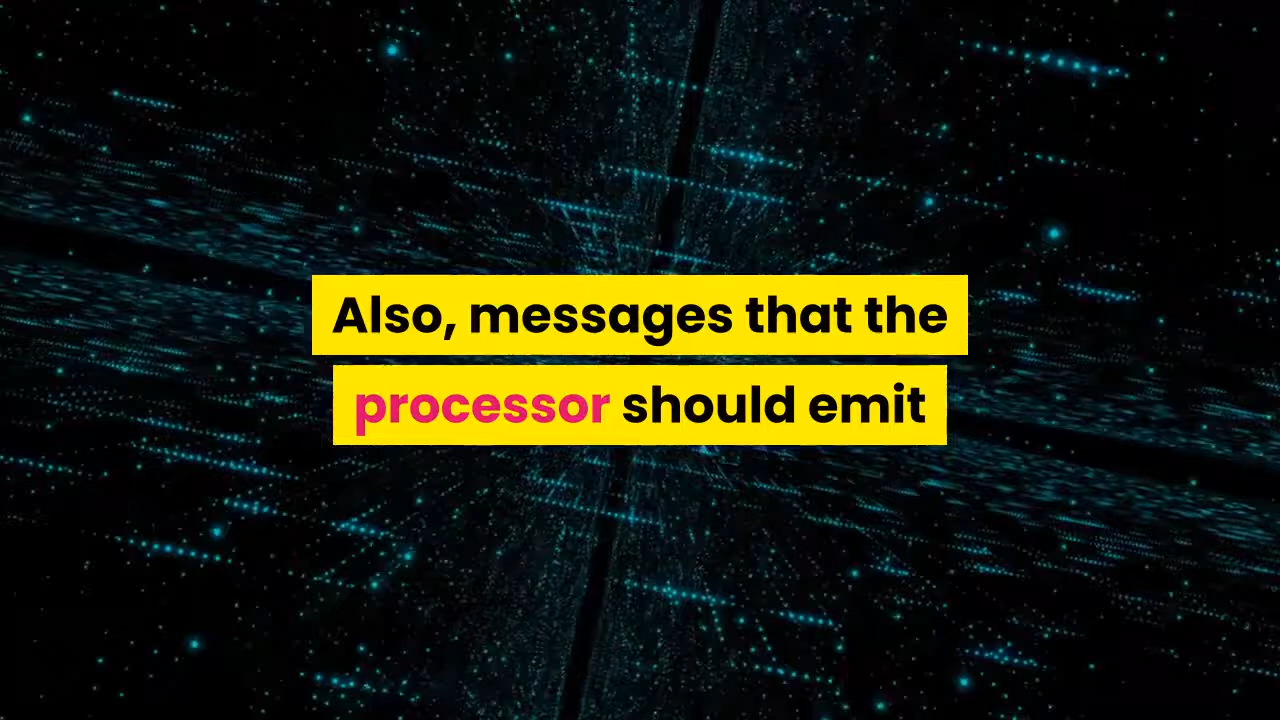 Also, messages that the
processor should emit